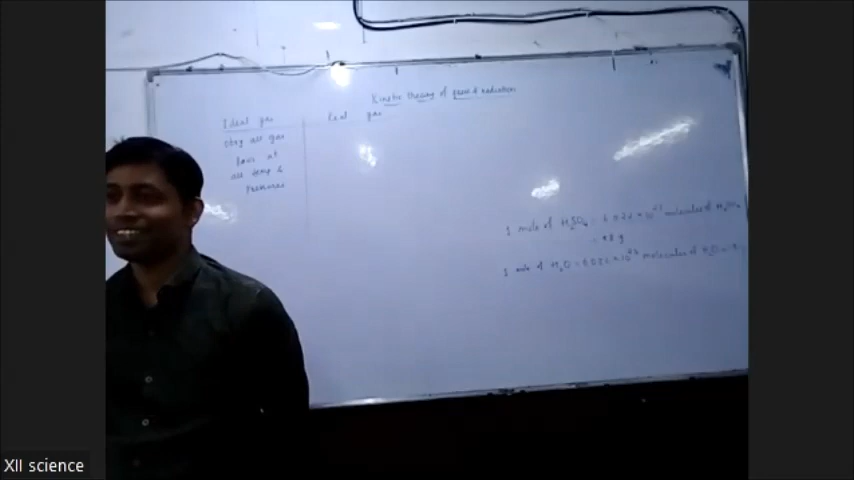 Kinetic theory of gases & radiation
Ideal gas
Real gas
Obey all gas
laws at
all temp &
Pressures
1 mole of H₂SO₄ = 6.022 × 10²³ molecules of H₂SO₄
= 98 g
1 mole of H₂O = 6.022 × 10²³ molecules of H₂O =
XII science